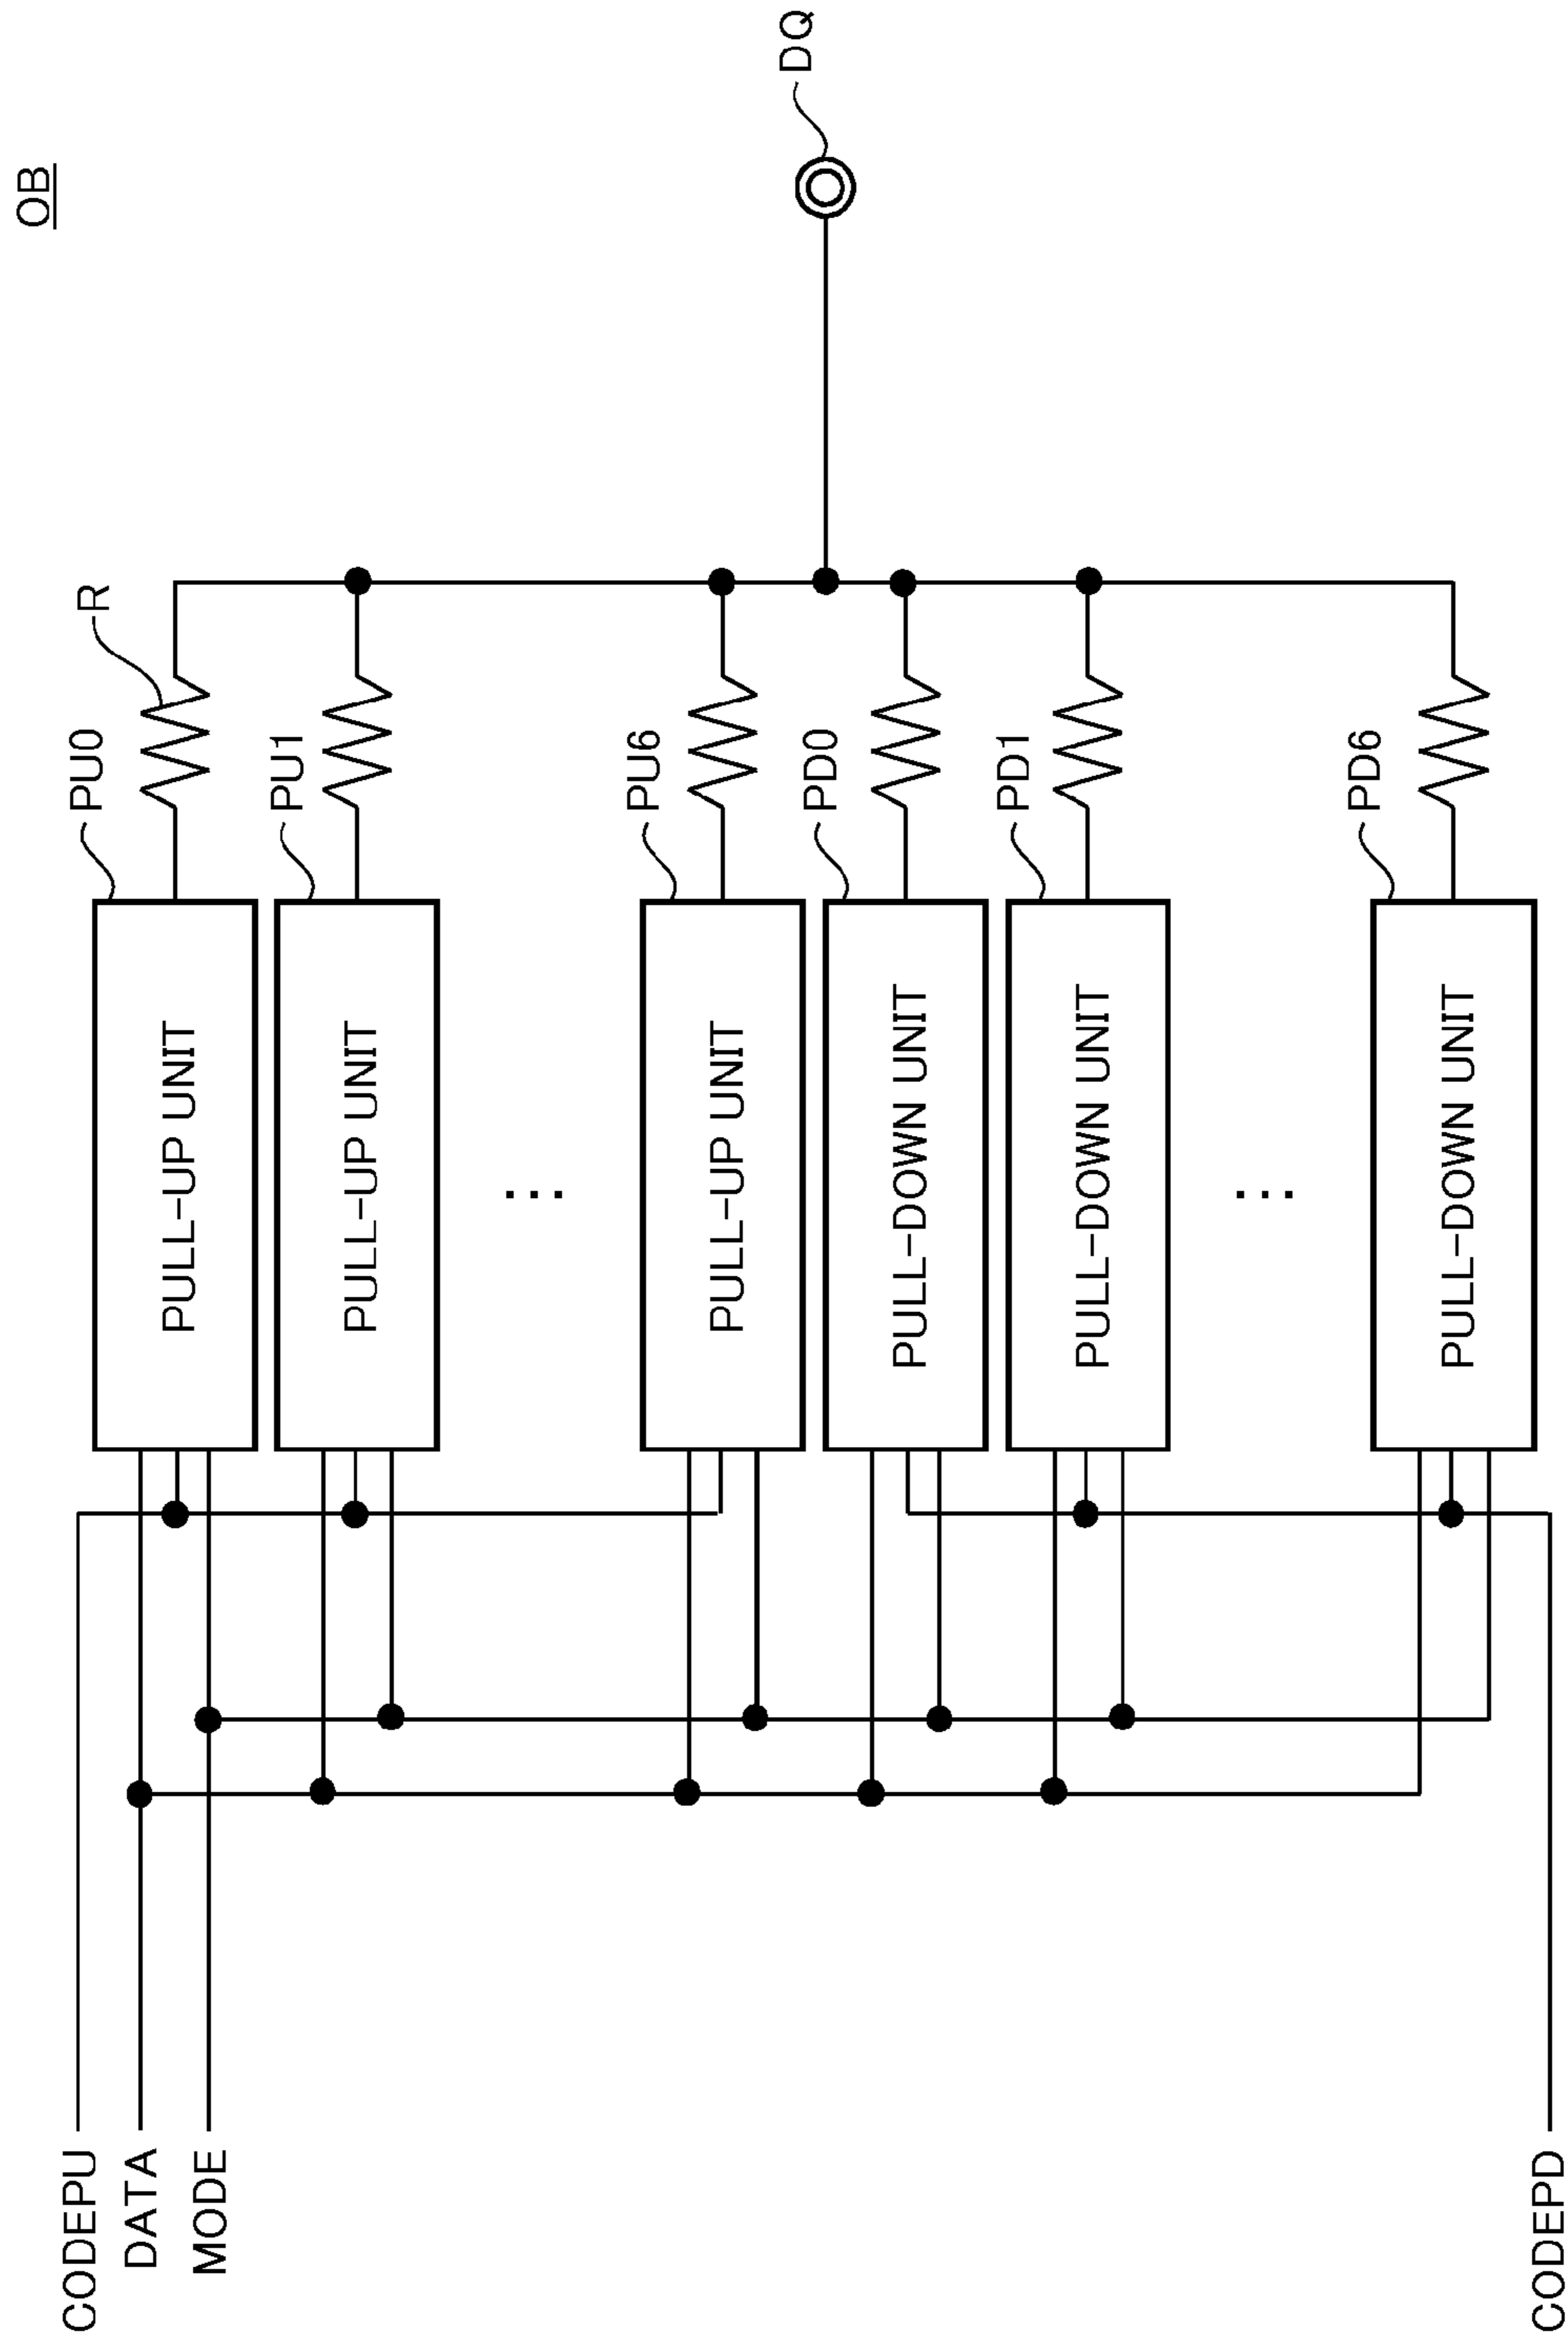 OB
CODEPU
DATA
MODE
PULL-UP UNIT
PU0
R
PULL-UP UNIT
PU1
...
PULL-UP UNIT
PU6
DQ
PULL-DOWN UNIT
PD0
PULL-DOWN UNIT
PD1
...
PULL-DOWN UNIT
PD6
CODEPD